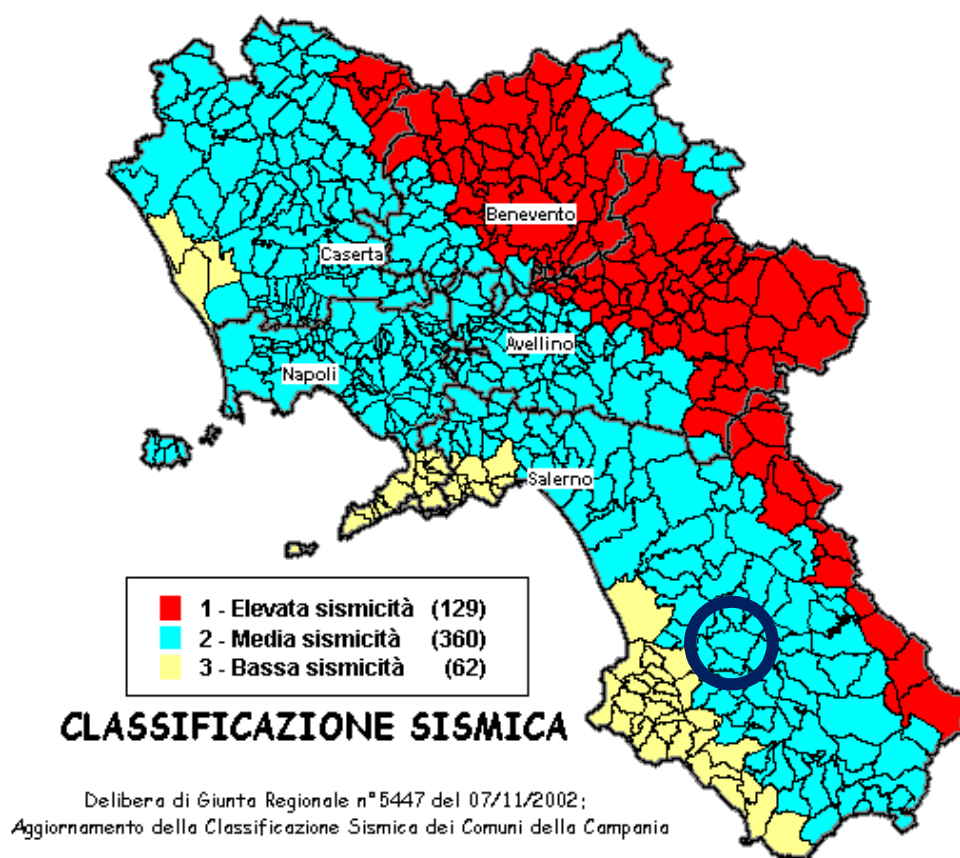 Benevento
Caserta
Avellino
Napoli
Salerno
1 - Elevata sismicità (129)
2 - Media sismicità (360)
3 - Bassa sismicità (62)
CLASSIFICAZIONE SISMICA
Delibera di Giunta Regionale n°5447 del 07/11/2002;
Aggiornamento della Classificazione Sismica dei Comuni della Campania